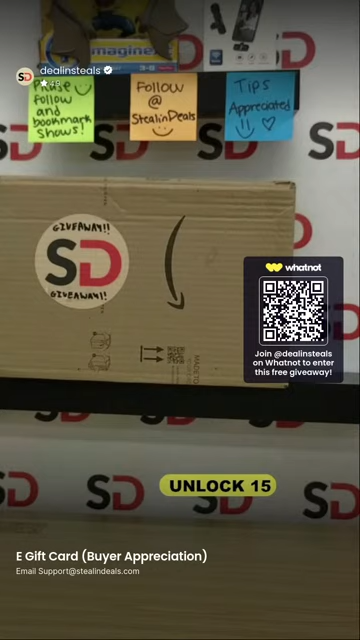 imagine
dealinsteals
Please
follow
and
bookmark
shows!
Follow
@
StealinDeals
Tips
Appreciated
GIVEAWAY!!
SD
GIVEAWAY!
whatnot
Join @dealinsteals
on Whatnot to enter
this free giveaway!
UNLOCK 15
E Gift Card (Buyer Appreciation)
Email Support@stealindeals.com